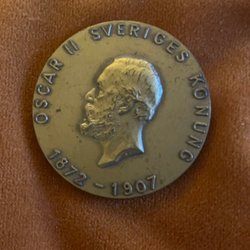 OSCAR II SVERIGES KONUNG
1872 - 1907